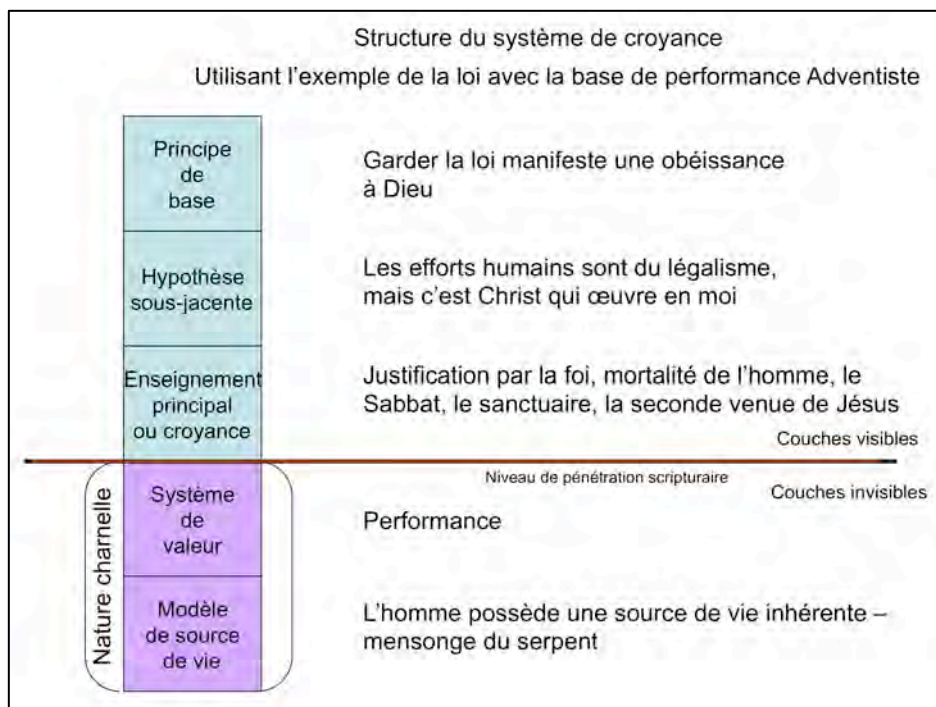 Structure du système de croyance
Utilisant l'exemple de la loi avec la base de performance Adventiste
Principe
de
base
Garder la loi manifeste une obéissance
à Dieu
Hypothèse
sous-jacente
Les efforts humains sont du légalisme,
mais c'est Christ qui œuvre en moi
Enseignement
principal
ou croyance
Justification par la foi, mortalité de l'homme, le
Sabbat, le sanctuaire, la seconde venue de Jésus
Couches visibles
Niveau de pénétration scripturaire
Couches invisibles
Nature charnelle
Système
de
valeur
Performance
Modèle
de source
de vie
L'homme possède une source de vie inhérente –
mensonge du serpent